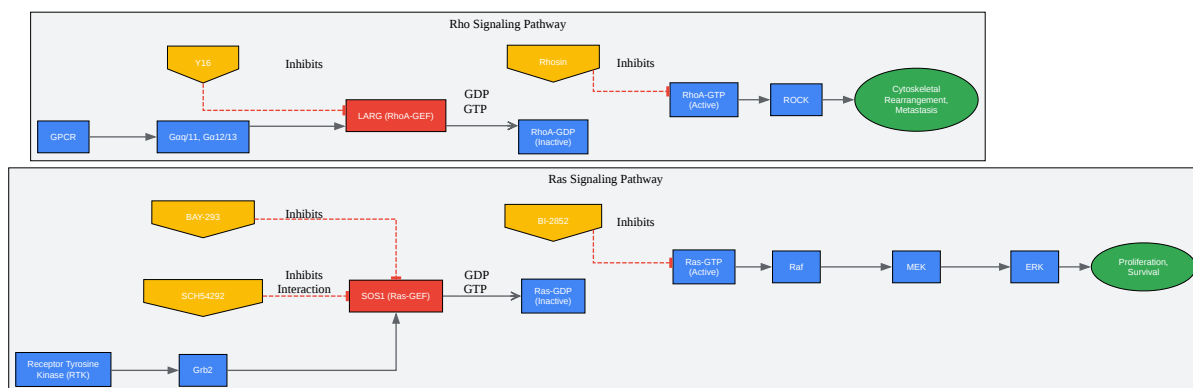 Rho Signaling Pathway
Y16
Inhibits
Rhosin
Inhibits
GDP
GTP
LARG (RhoA-GEF)
RhoA-GTP
(Active)
ROCK
Cytoskeletal
Rearrangement,
Metastasis
GPCR
Gαq/11, Gα12/13
RhoA-GDP
(Inactive)
Ras Signaling Pathway
BAY-293
Inhibits
BI-2852
Inhibits
SCH54292
Inhibits
Interaction
SOS1 (Ras-GEF)
GDP
GTP
Ras-GDP
(Inactive)
Ras-GTP
(Active)
Raf
MEK
ERK
Proliferation,
Survival
Receptor Tyrosine
Kinase (RTK)
Grb2